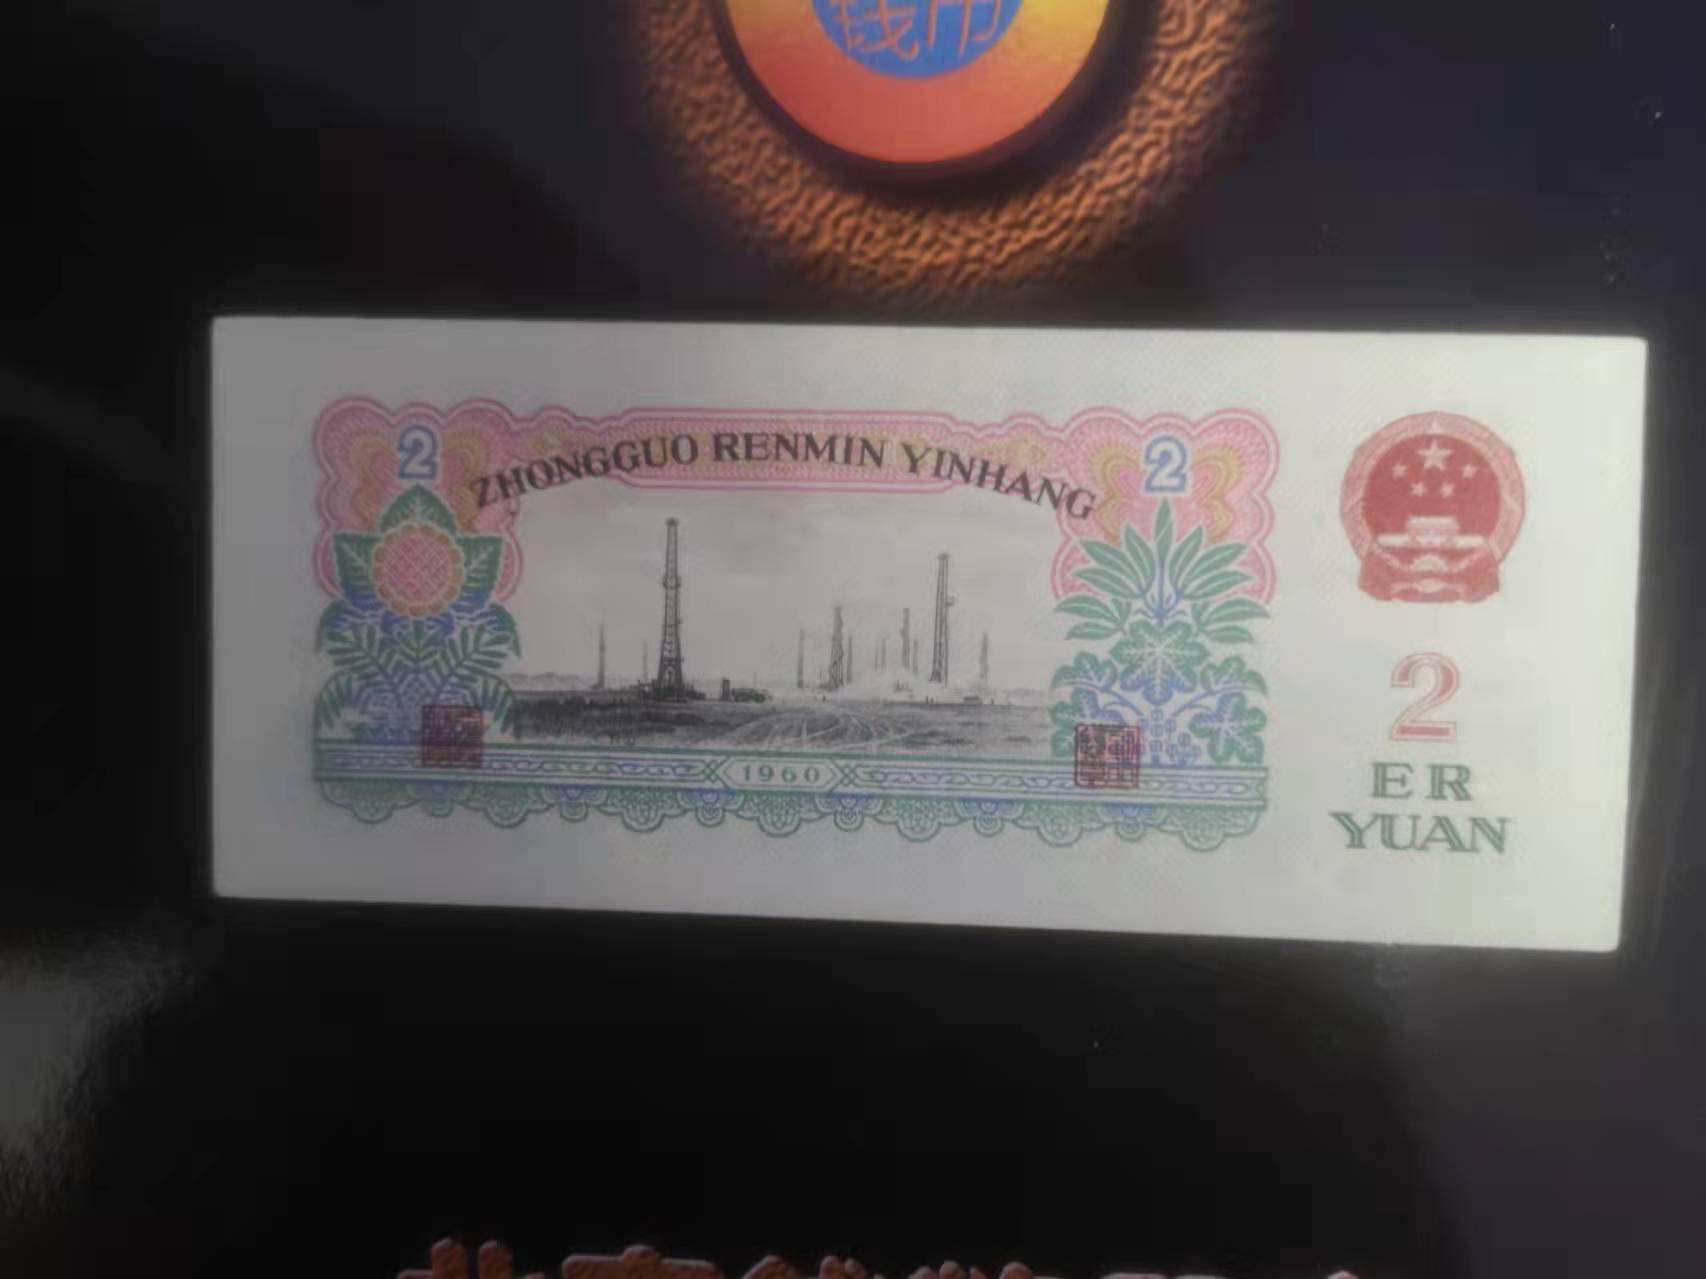 钱币
2
ZHONGGUO RENMIN YINHANG
2
1960
2
ER
YUAN